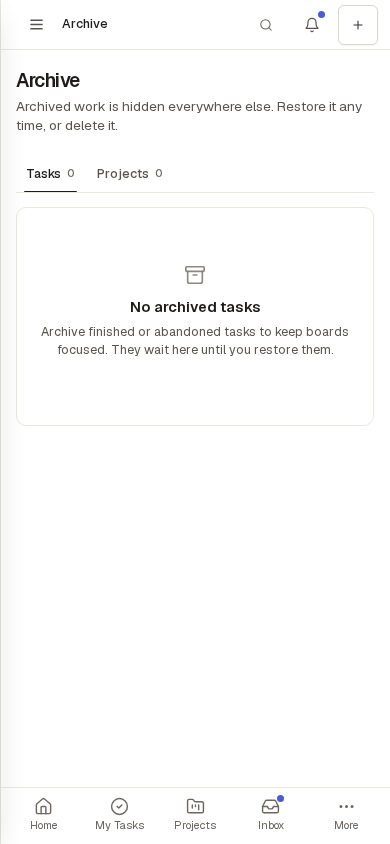 Archive
Archive
Archived work is hidden everywhere else. Restore it any
time, or delete it.
Tasks 0 Projects 0
No archived tasks
Archive finished or abandoned tasks to keep boards
focused. They wait here until you restore them.
Home My Tasks Projects Inbox More